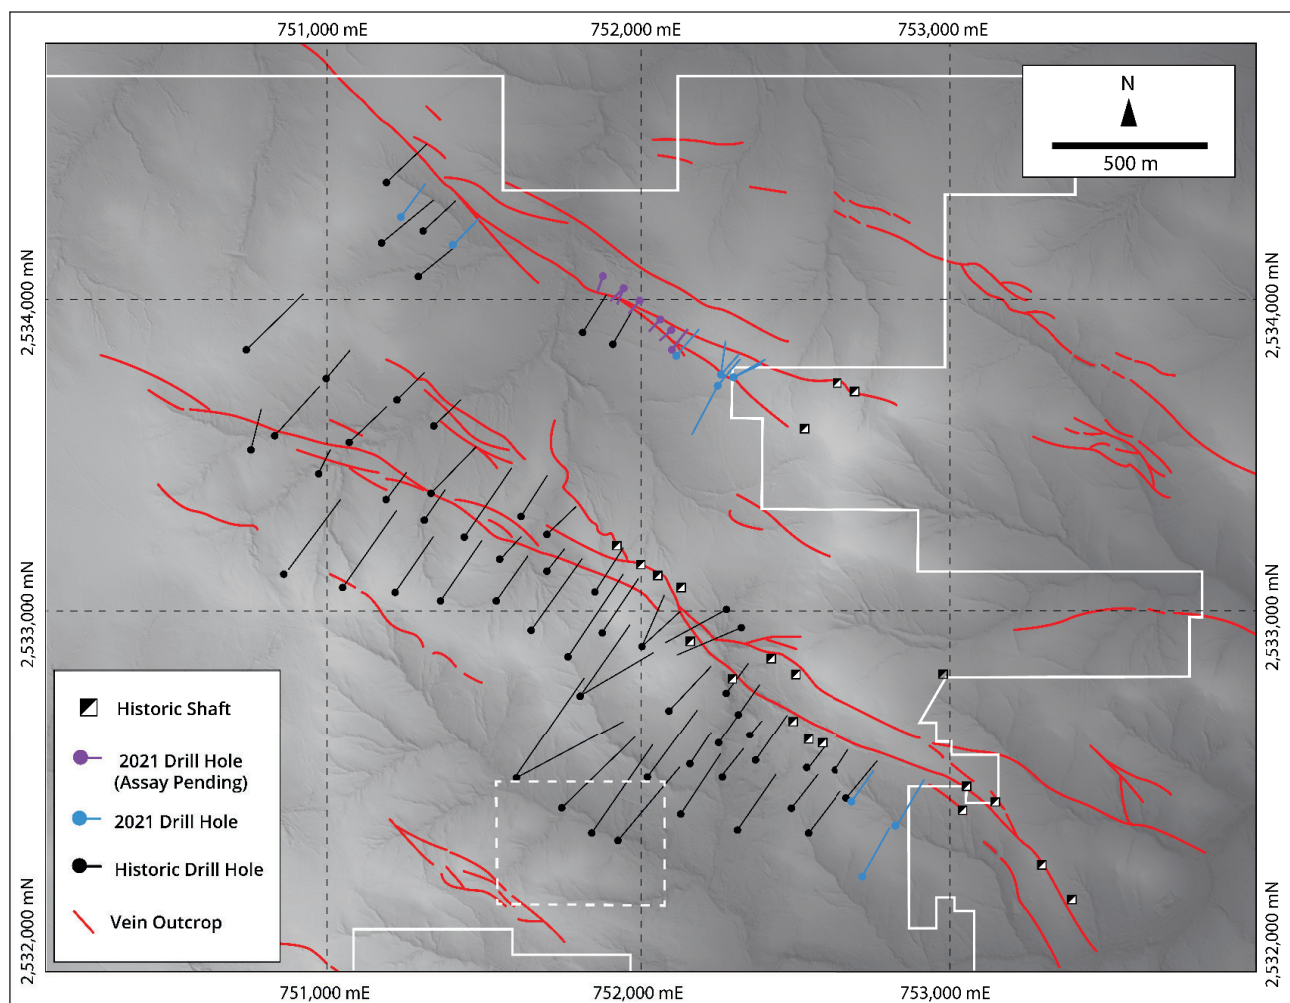 751,000 mE
752,000 mE
753,000 mE
N
500 m
2,534,000 mN
2,534,000 mN
2,533,000 mN
2,533,000 mN
Historic Shaft
2021 Drill Hole
(Assay Pending)
2021 Drill Hole
Historic Drill Hole
Vein Outcrop
2,532,000 mN
2,532,000 mN
751,000 mE
752,000 mE
753,000 mE